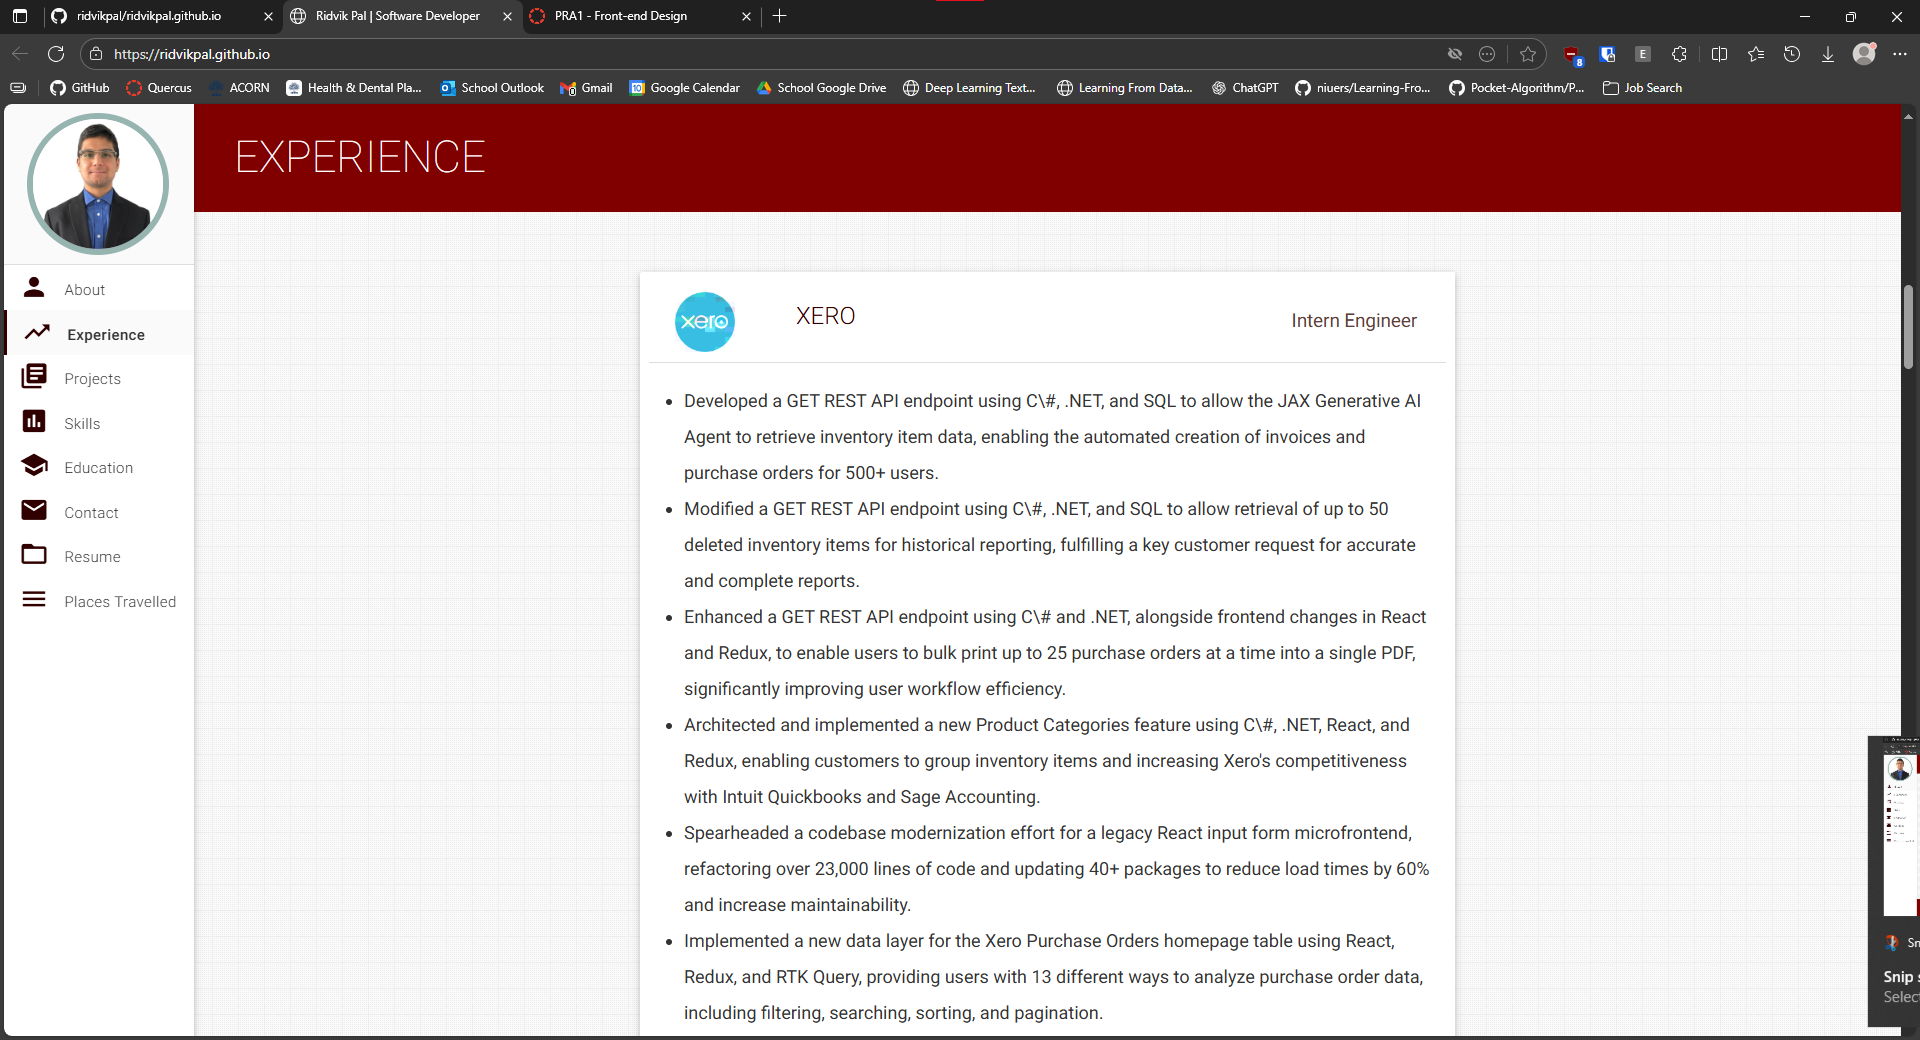 ridvikpal/ridvikpal.github.io
Ridvik Pal | Software Developer
PRA1 - Front-end Design
https://ridvikpal.github.io
8
E
GitHub
Quercus
ACORN
Health & Dental Pla...
School Outlook
Gmail
10
Google Calendar
School Google Drive
Deep Learning Text...
Learning From Data...
ChatGPT
niuers/Learning-Fro...
Pocket-Algorithm/P...
Job Search
About
Experience
Projects
Skills
Education
Contact
Resume
Places Travelled
EXPERIENCE
xero
XERO
Intern Engineer
Developed a GET REST API endpoint using C\#, .NET, and SQL to allow the JAX Generative AI
Agent to retrieve inventory item data, enabling the automated creation of invoices and
purchase orders for 500+ users.
Modified a GET REST API endpoint using C\#, .NET, and SQL to allow retrieval of up to 50
deleted inventory items for historical reporting, fulfilling a key customer request for accurate
and complete reports.
Enhanced a GET REST API endpoint using C\# and .NET, alongside frontend changes in React
and Redux, to enable users to bulk print up to 25 purchase orders at a time into a single PDF,
significantly improving user workflow efficiency.
Architected and implemented a new Product Categories feature using C\#, .NET, React, and
Redux, enabling customers to group inventory items and increasing Xero's competitiveness
with Intuit Quickbooks and Sage Accounting.
Spearheaded a codebase modernization effort for a legacy React input form microfrontend,
refactoring over 23,000 lines of code and updating 40+ packages to reduce load times by 60%
and increase maintainability.
Implemented a new data layer for the Xero Purchase Orders homepage table using React,
Redux, and RTK Query, providing users with 13 different ways to analyze purchase order data,
including filtering, searching, sorting, and pagination.
Sn
Snip s
Select